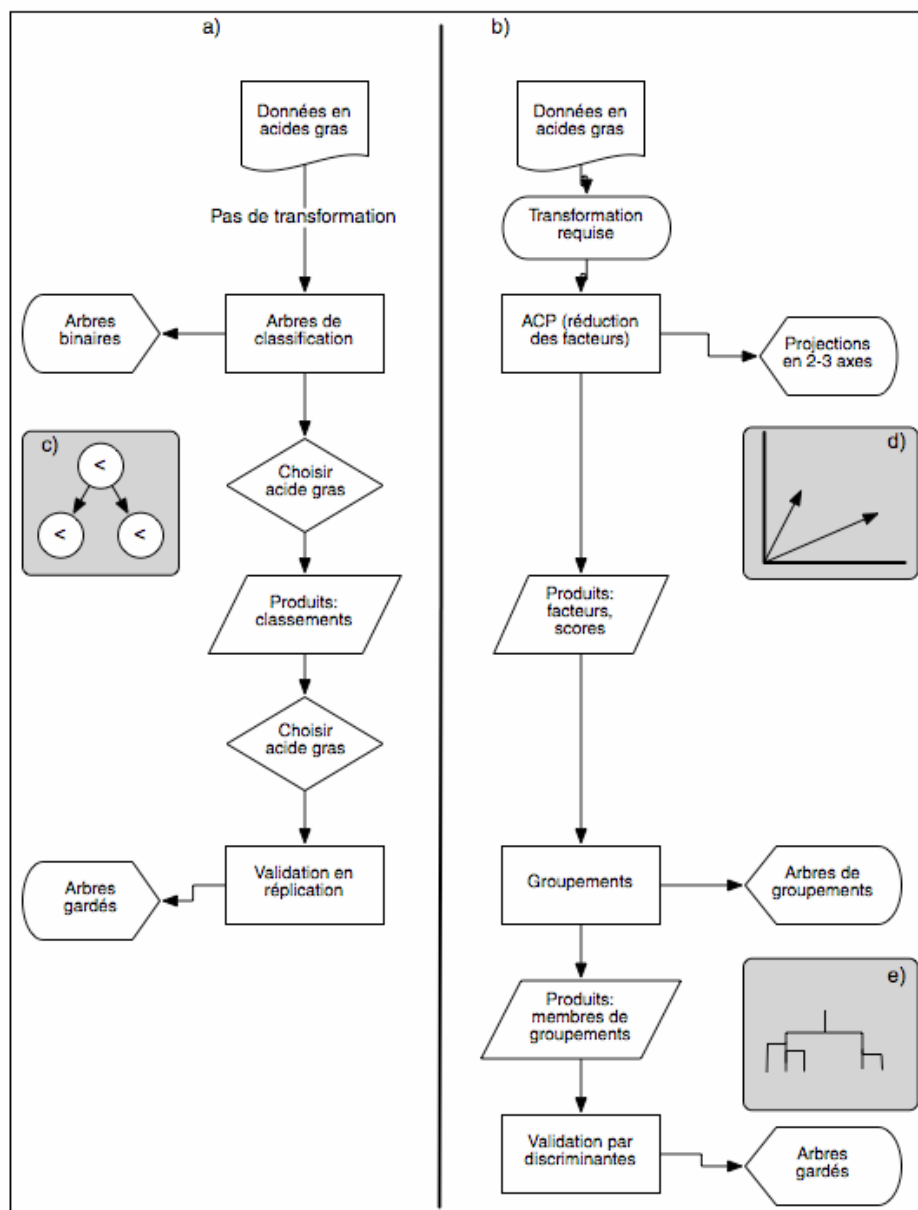 a)
Données en
acides gras
Pas de transformation
Arbres
binaires
Arbres de
classification
c)
<
<
<
Choisir
acide gras
Produits:
classements
Choisir
acide gras
Arbres
gardés
Validation en
réplication
b)
Données en
acides gras
Transformation
requise
ACP (réduction
des facteurs)
Projections
en 2-3 axes
d)
Produits:
facteurs,
scores
Groupements
Arbres de
groupements
e)
Produits:
membres de
groupements
Validation par
discriminantes
Arbres
gardés